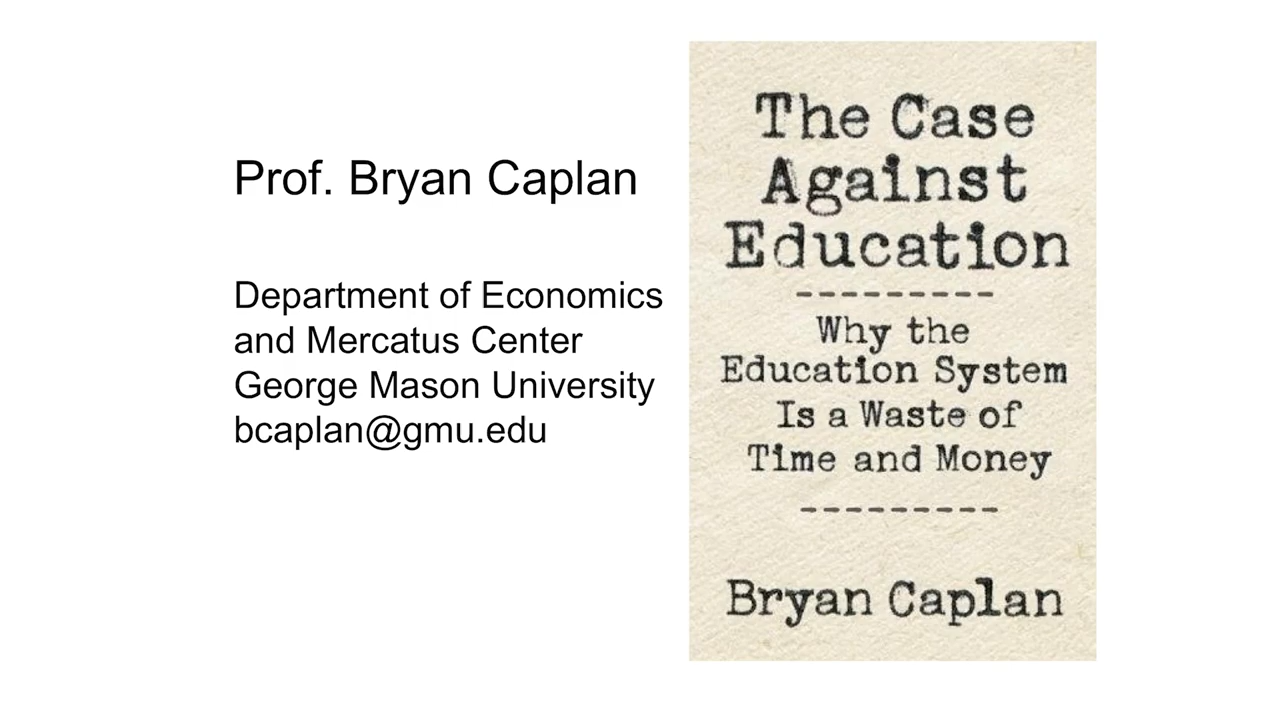 Prof. Bryan Caplan
Department of Economics
and Mercatus Center
George Mason University
bcaplan@gmu.edu
The Case
Against
Education
---------
Why the
Education System
Is a Waste of
Time and Money
---------
Bryan Caplan